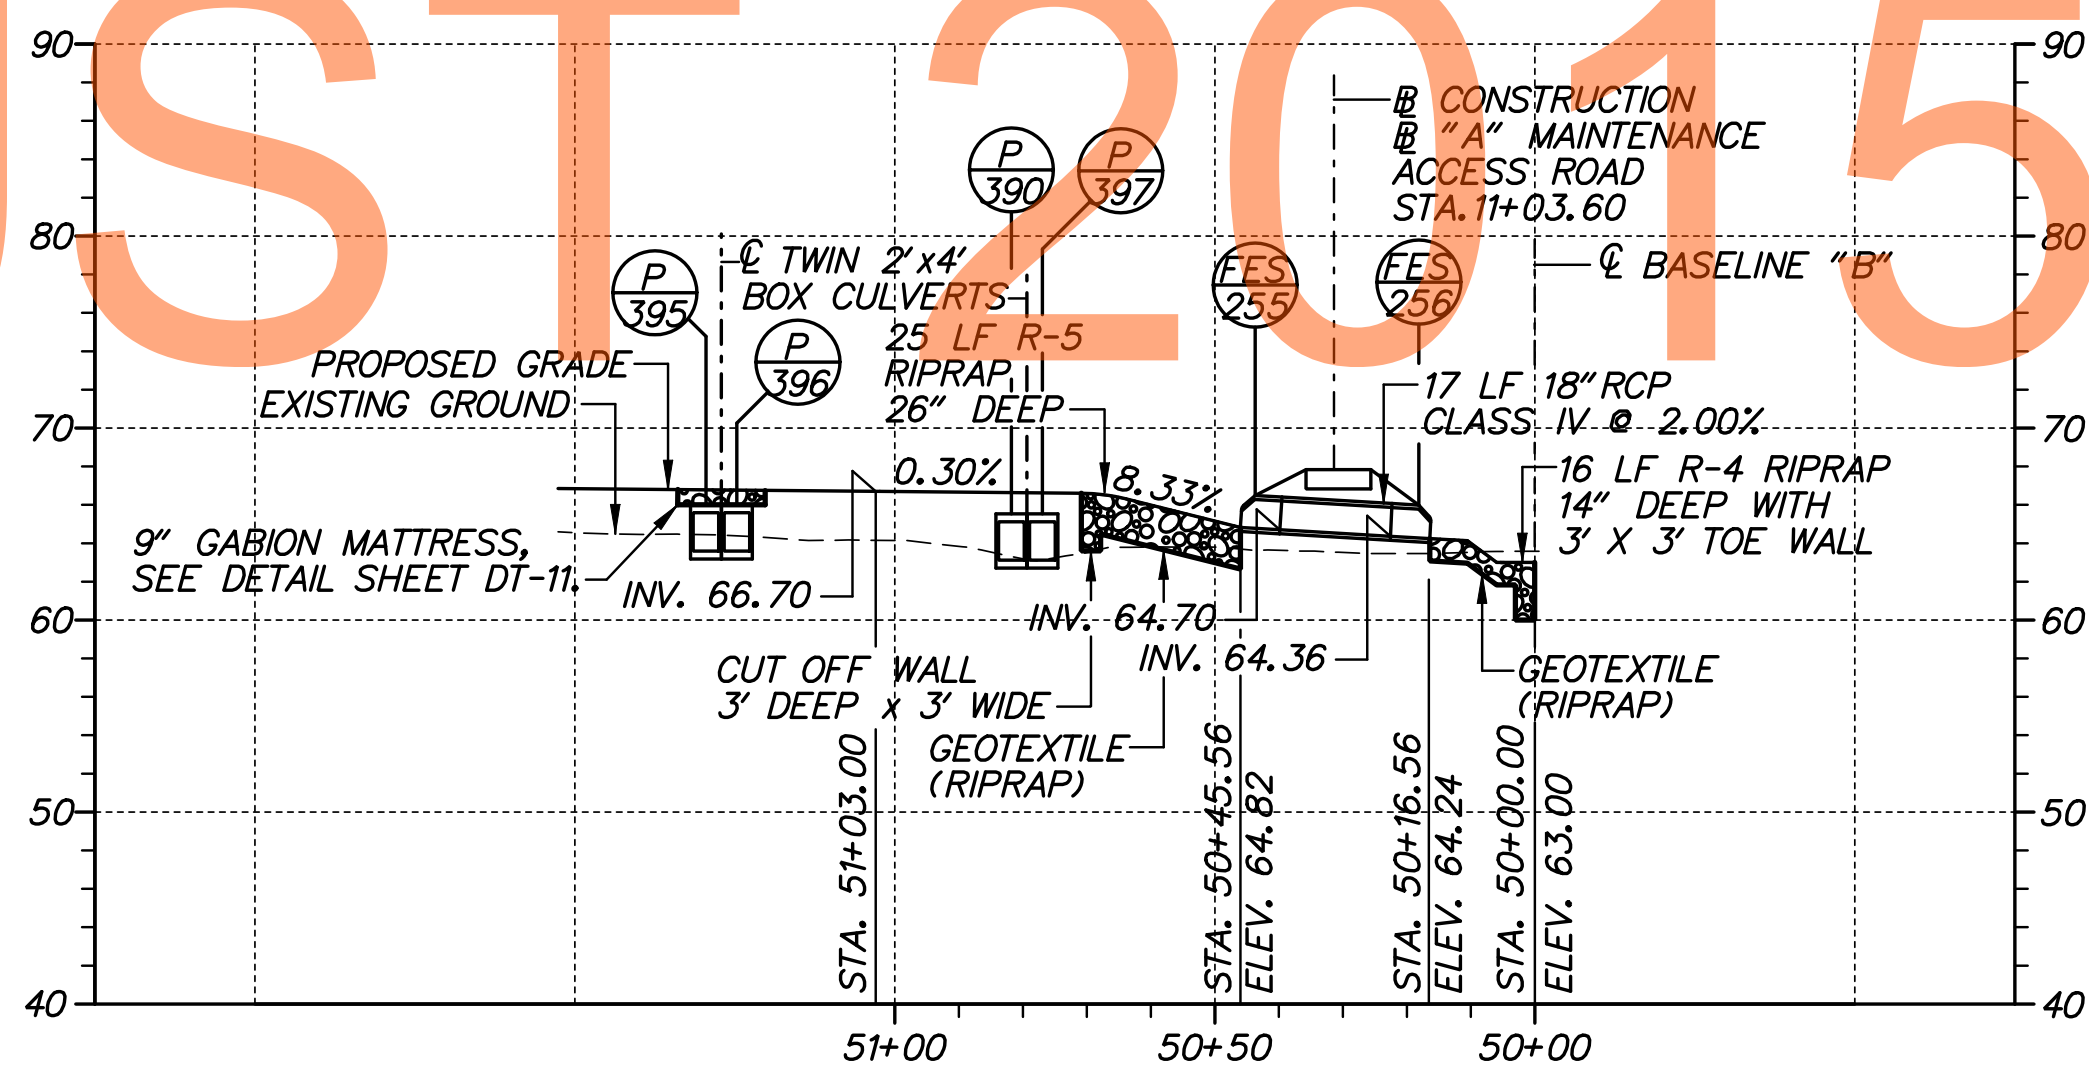 UST 2015
90
80
70
60
50
40
90
80
70
60
50
40
P
390
P
397
P
395
P
396
FES
255
FES
256
℄ TWIN 2' x4'
BOX CULVERTS
25 LF R-5
RIPRAP
26" DEEP
PROPOSED GRADE
EXISTING GROUND
CONSTRUCTION
"A" MAINTENANCE
ACCESS ROAD
STA.11+03.60
℄ BASELINE "B"
17 LF 18" RCP
CLASS IV @ 2.00%
16 LF R-4 RIPRAP
14" DEEP WITH
3' X 3' TOE WALL
0.30%
8.33%
9" GABION MATTRESS,
SEE DETAIL SHEET DT-11.
INV. 66.70
INV. 64.70
INV. 64.36
CUT OFF WALL
3' DEEP x 3' WIDE
GEOTEXTILE
(RIPRAP)
GEOTEXTILE
(RIPRAP)
STA. 51+03.00
STA. 50+45.56
ELEV. 64.82
STA. 50+16.56
ELEV. 64.24
STA. 50+00.00
ELEV. 63.00
51+00
50+50
50+00